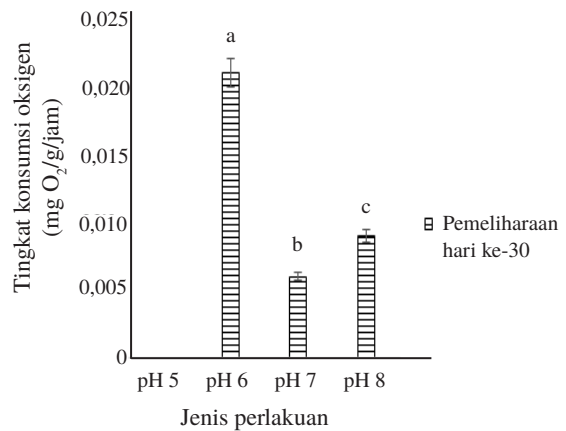 Tingkat konsumsi oksigen
(mg O₂/g/jam)
0,025
0,020
0,015
0,010
0,005
0
a
b
c
pH 5 pH 6 pH 7 pH 8
Jenis perlakuan
Pemeliharaan
hari ke-30